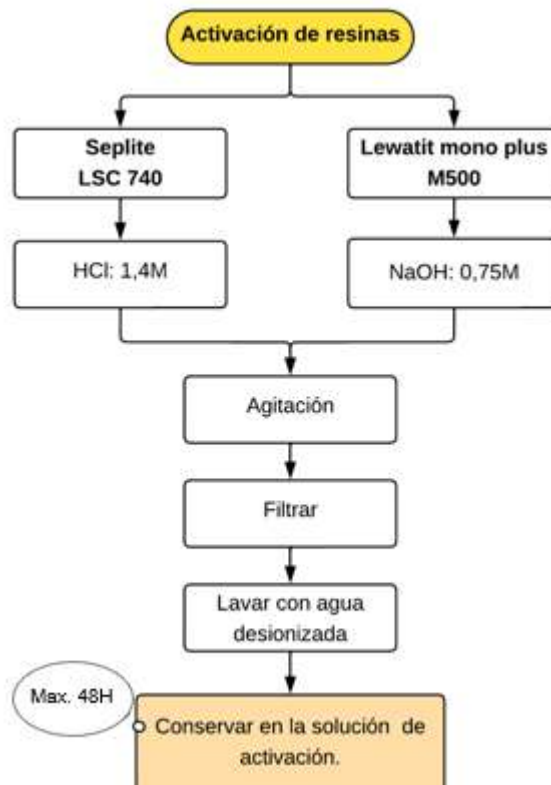 Activación de resinas
Seplite
LSC 740
Lewatit mono plus
M500
HCl: 1,4M
NaOH: 0,75M
Agitación
Filtrar
Lavar con agua
desionizada
Max. 48H
Conservar en la solución de
activación.